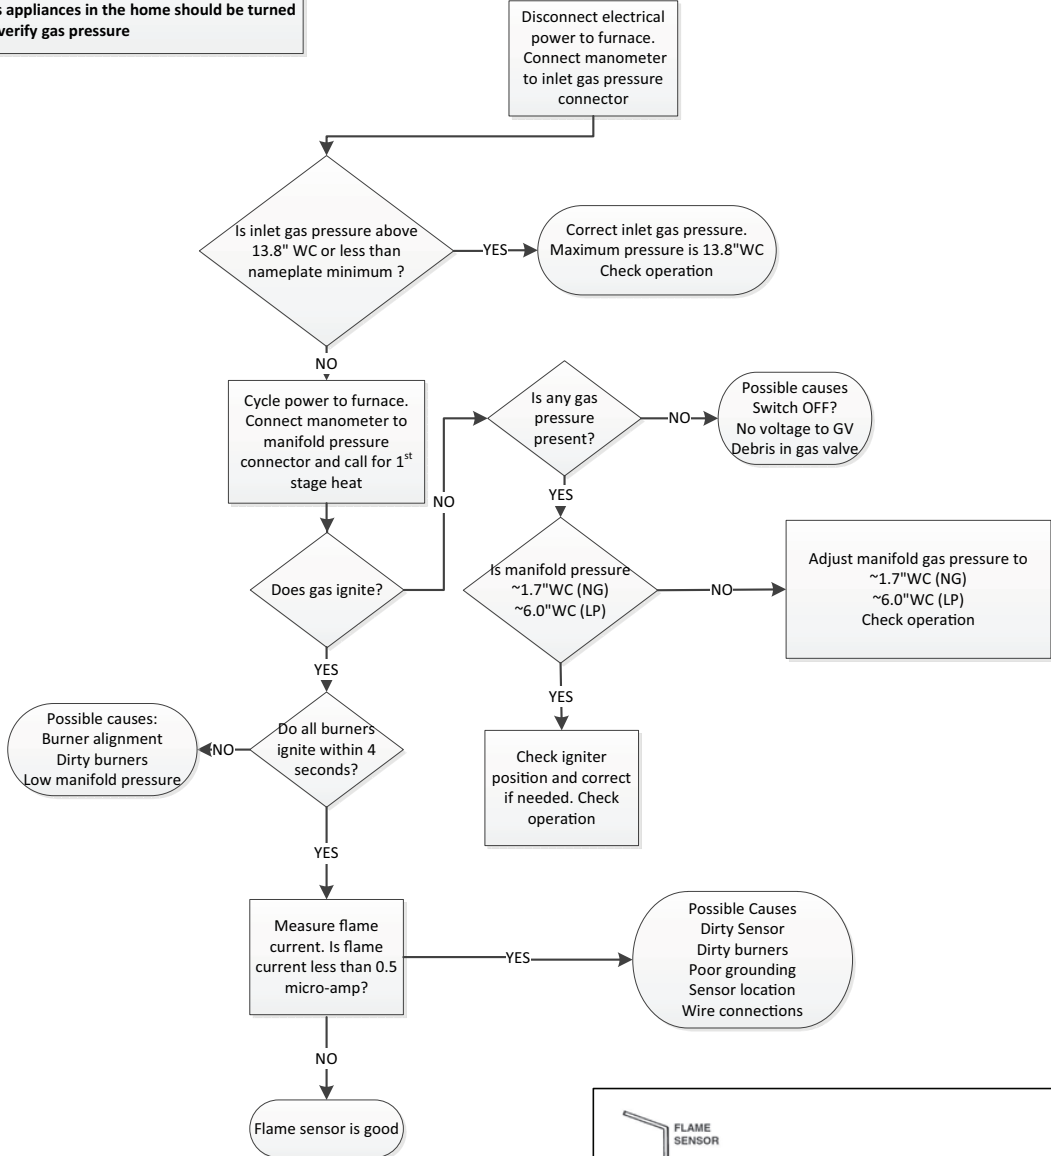 s appliances in the home should be turned
verify gas pressure
Disconnect electrical
power to furnace.
Connect manometer
to inlet gas pressure
connector
Is inlet gas pressure above
13.8" WC or less than
nameplate minimum ?
YES
Correct inlet gas pressure.
Maximum pressure is 13.8"WC
Check operation
NO
Cycle power to furnace.
Connect manometer to
manifold pressure
connector and call for 1st
stage heat
NO
Is any gas
pressure
present?
NO
Possible causes
Switch OFF?
No voltage to GV
Debris in gas valve
YES
Does gas ignite?
Is manifold pressure
~1.7"WC (NG)
~6.0"WC (LP)
NO
Adjust manifold gas pressure to
~1.7"WC (NG)
~6.0"WC (LP)
Check operation
YES
YES
Possible causes:
Burner alignment
Dirty burners
Low manifold pressure
NO
Do all burners
ignite within 4
seconds?
Check igniter
position and correct
if needed. Check
operation
YES
Measure flame
current. Is flame
current less than 0.5
micro-amp?
YES
Possible Causes
Dirty Sensor
Dirty burners
Poor grounding
Sensor location
Wire connections
NO
Flame sensor is good
FLAME
SENSOR